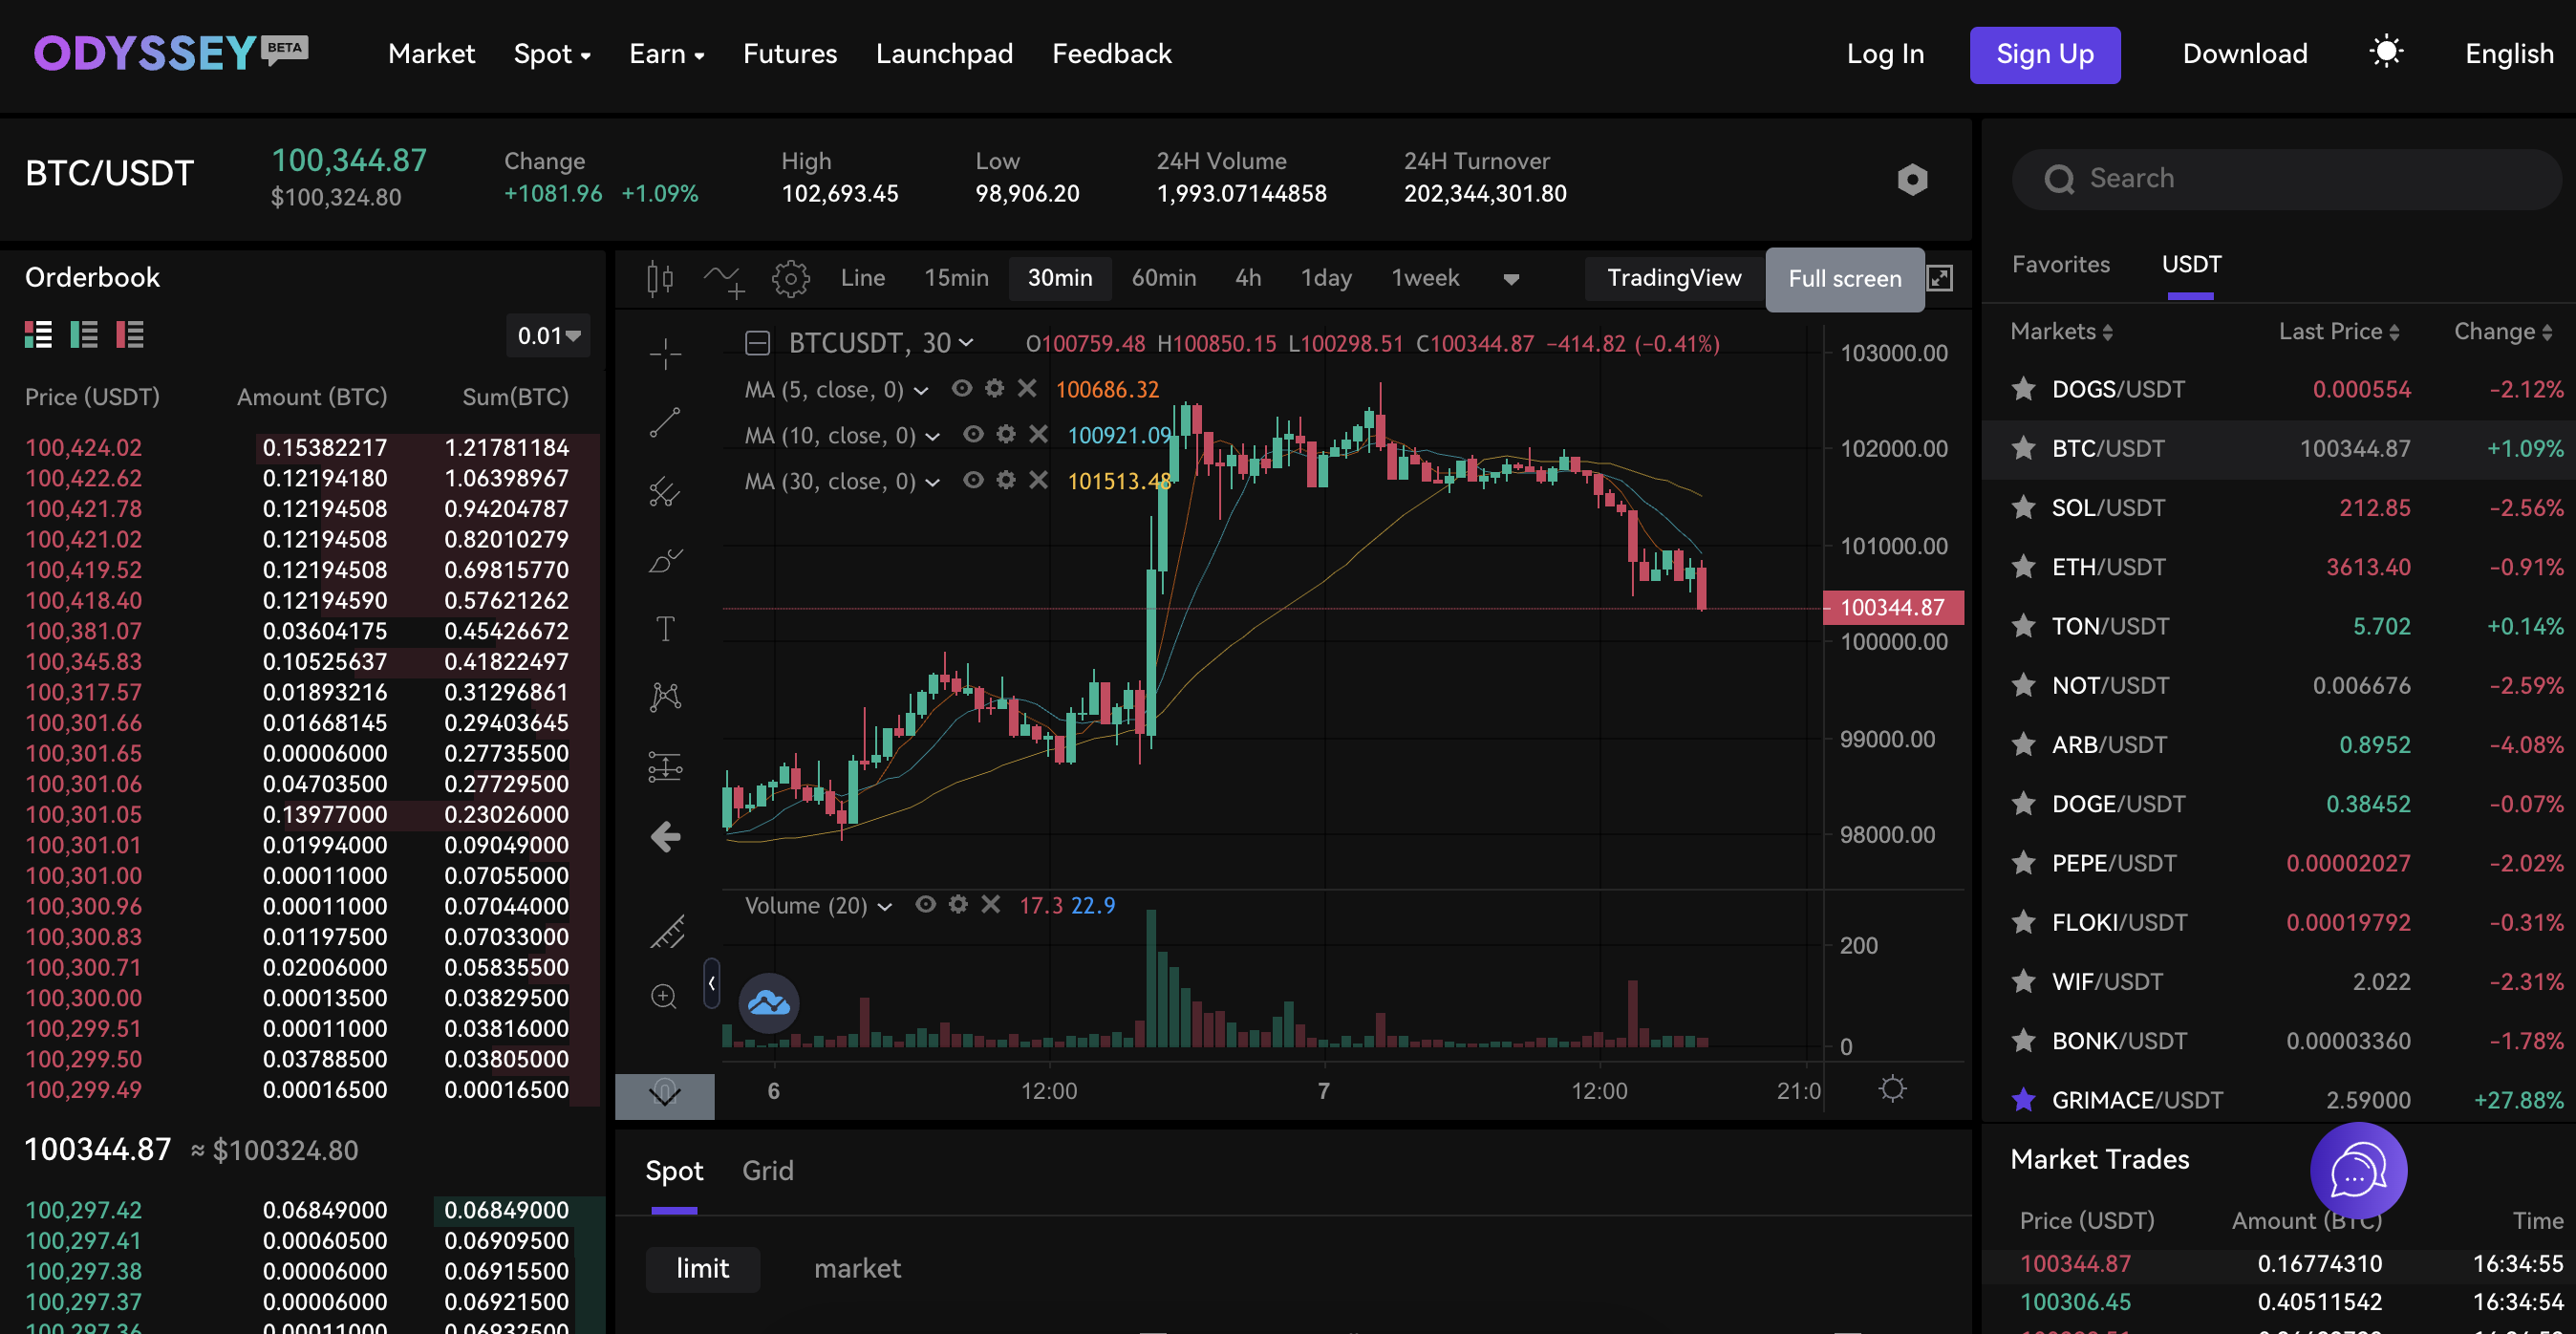 ODYSSEY BETA Market Spot Earn Futures Launchpad Feedback Log In Sign Up Download English
BTC/USDT
100,344.87
$100,324.80
Change
+1081.96 +1.09%
High
102,693.45
Low
98,906.20
24H Volume
1,993.07144858
24H Turnover
202,344,301.80
Orderbook
0.01
Price (USDT) Amount (BTC) Sum(BTC)
100,424.02 0.15382217 1.21781184
100,422.62 0.12194180 1.06398967
100,421.78 0.12194508 0.94204787
100,421.02 0.12194508 0.82010279
100,419.52 0.12194508 0.69815770
100,418.40 0.12194590 0.57621262
100,381.07 0.03604175 0.45426672
100,345.83 0.10525637 0.41822497
100,317.57 0.01893216 0.31296861
100,301.66 0.01668145 0.29403645
100,301.65 0.00006000 0.27735500
100,301.06 0.04703500 0.27729500
100,301.05 0.13977000 0.23026000
100,301.01 0.01994000 0.09049000
100,301.00 0.00011000 0.07055000
100,300.96 0.00011000 0.07044000
100,300.83 0.01197500 0.07033000
100,300.71 0.02006000 0.05835500
100,300.00 0.00013500 0.03829500
100,299.51 0.00011000 0.03816000
100,299.50 0.03788500 0.03805000
100,299.49 0.00016500 0.00016500
100344.87 ≈ $100324.80
100,297.42 0.06849000 0.06849000
100,297.41 0.00060500 0.06909500
100,297.38 0.00006000 0.06915500
100,297.37 0.00006000 0.06921500
100,297.36 0.00011000 0.06932500
Line 15min 30min 60min 4h 1day 1week TradingView Full screen
BTCUSDT, 30 O100759.48 H100850.15 L100298.51 C100344.87 −414.82 (−0.41%)
MA (5, close, 0) 100686.32
MA (10, close, 0) 100921.09
MA (30, close, 0) 101513.48
103000.00
102000.00
101000.00
100344.87
100000.00
99000.00
98000.00
Volume (20) 17.3 22.9
200
0
6 12:00 7 12:00 21:0
Spot Grid
limit market
Search
Favorites USDT
Markets Last Price Change
DOGS/USDT 0.000554 -2.12%
BTC/USDT 100344.87 +1.09%
SOL/USDT 212.85 -2.56%
ETH/USDT 3613.40 -0.91%
TON/USDT 5.702 +0.14%
NOT/USDT 0.006676 -2.59%
ARB/USDT 0.8952 -4.08%
DOGE/USDT 0.38452 -0.07%
PEPE/USDT 0.00002027 -2.02%
FLOKI/USDT 0.00019792 -0.31%
WIF/USDT 2.022 -2.31%
BONK/USDT 0.00003360 -1.78%
GRIMACE/USDT 2.59000 +27.88%
Market Trades
Price (USDT) Amount (BTC) Time
100344.87 0.16774310 16:34:55
100306.45 0.40511542 16:34:54